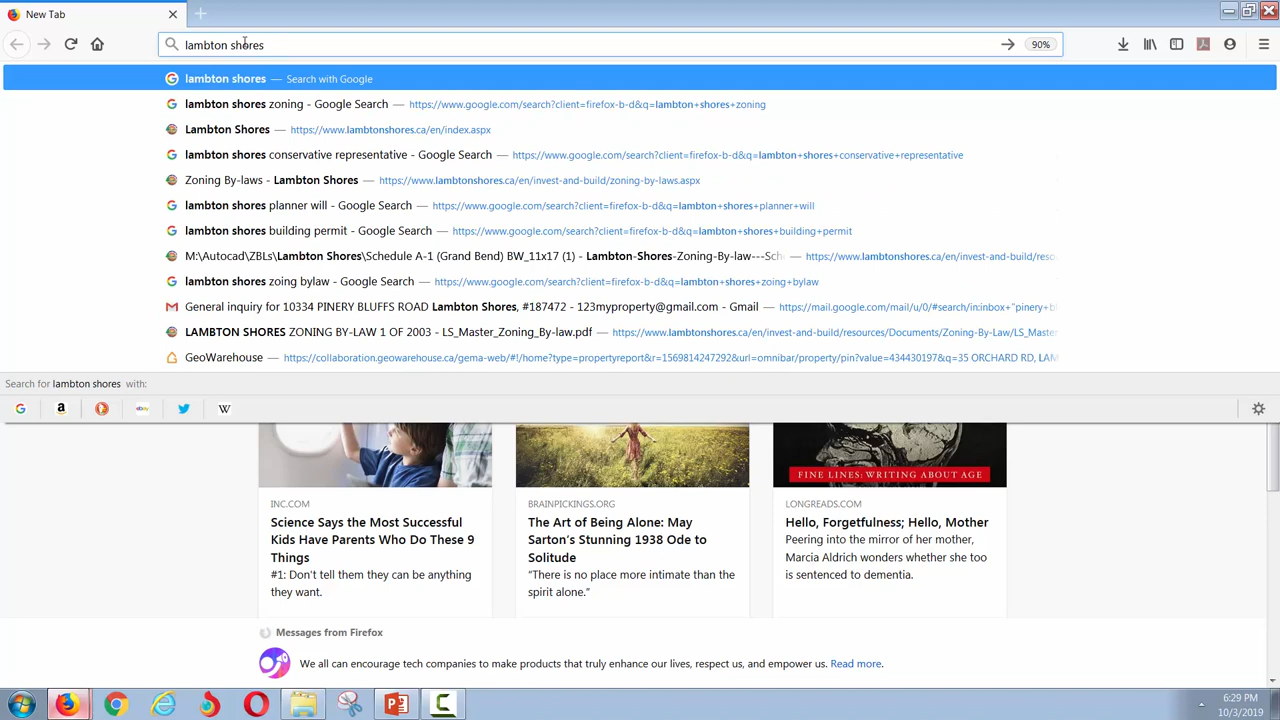 New Tab
lambton shores
90%
lambton shores — Search with Google
lambton shores zoning - Google Search — https://www.google.com/search?client=firefox-b-d&q=lambton+shores+zoning
Lambton Shores — https://www.lambtonshores.ca/en/index.aspx
lambton shores conservative representative - Google Search — https://www.google.com/search?client=firefox-b-d&q=lambton+shores+conservative+representative
Zoning By-laws - Lambton Shores — https://www.lambtonshores.ca/en/invest-and-build/zoning-by-laws.aspx
lambton shores planner will - Google Search — https://www.google.com/search?client=firefox-b-d&q=lambton+shores+planner+will
lambton shores building permit - Google Search — https://www.google.com/search?client=firefox-b-d&q=lambton+shores+building+permit
M:\Autocad\ZBLs\Lambton Shores\Schedule A-1 (Grand Bend) BW_11x17 (1) - Lambton-Shores-Zoning-By-law---Sche — https://www.lambtonshores.ca/en/invest-and-build/reso
lambton shores zoing bylaw - Google Search — https://www.google.com/search?client=firefox-b-d&q=lambton+shores+zoing+bylaw
General inquiry for 10334 PINERY BLUFFS ROAD Lambton Shores, #187472 - 123myproperty@gmail.com - Gmail — https://mail.google.com/mail/u/0/#search/in:inbox+"pinery+bl
LAMBTON SHORES ZONING BY-LAW 1 OF 2003 - LS_Master_Zoning_By-law.pdf — https://www.lambtonshores.ca/en/invest-and-build/resources/Documents/Zoning-By-Law/LS_Master
GeoWarehouse — https://collaboration.geowarehouse.ca/gema-web/#!/home?type=propertyreport&r=1569814247292&url=omnibar/property/pin?value=434430197&q=35 ORCHARD RD, LAM
Search for lambton shores with:
INC.COM
Science Says the Most Successful
Kids Have Parents Who Do These 9
Things
#1: Don't tell them they can be anything
they want.
BRAINPICKINGS.ORG
The Art of Being Alone: May
Sarton's Stunning 1938 Ode to
Solitude
“There is no place more intimate than the
spirit alone.”
FINE LINES: WRITING ABOUT AGE
LONGREADS.COM
Hello, Forgetfulness; Hello, Mother
Peering into the mirror of her mother,
Marcia Aldrich wonders whether she too
is sentenced to dementia.
Messages from Firefox
We all can encourage tech companies to make products that truly enhance our lives, respect us, and empower us. Read more.
6:29 PM
10/3/2019